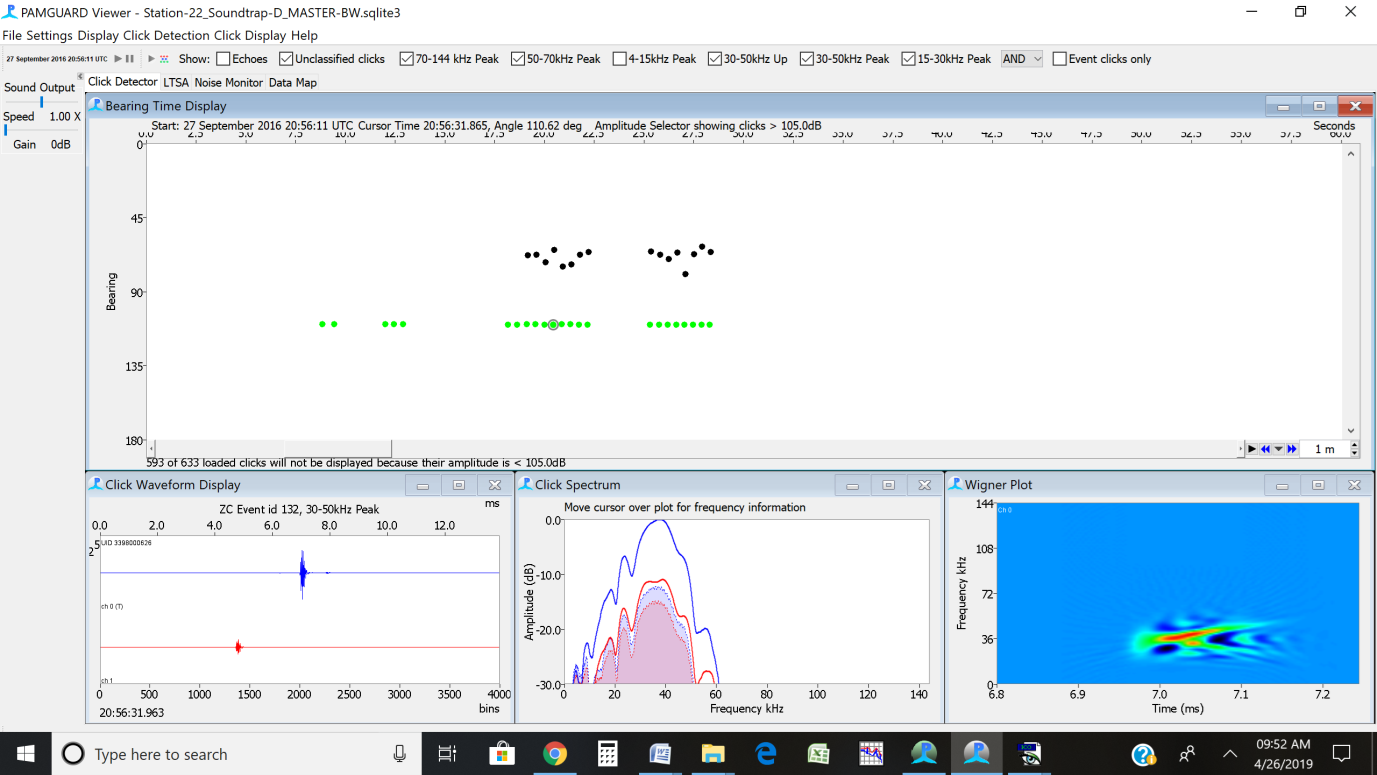 PAMGUARD Viewer - Station-22_Soundtrap-D_MASTER-BW.sqlite3
File Settings Display Click Detection Click Display Help
27 September 2016 20:56:11 UTC Show: Echoes Unclassified clicks 70-144 kHz Peak 50-70kHz Peak 4-15kHz Peak 30-50kHz Up 30-50kHz Peak 15-30kHz Peak AND Event clicks only
Click Detector LTSA Noise Monitor Data Map
Sound Output
Speed 1.00 X
Gain 0dB
Bearing Time Display
Start: 27 September 2016 20:56:11 UTC Cursor Time 20:56:31.865, Angle 110.62 deg Amplitude Selector showing clicks > 105.0dB Seconds
0.0 2.5 5.0 7.5 10.0 12.5 15.0 17.5 20.0 22.5 25.0 27.5 30.0 32.5 35.0 37.5 40.0 42.5 45.0 47.5 50.0 52.5 55.0 57.5 60.0
0
45
90
135
180
Bearing
1 m
593 of 633 loaded clicks will not be displayed because their amplitude is < 105.0dB
Click Waveform Display
ZC Event id 132, 30-50kHz Peak
ms
0.0 2.0 4.0 6.0 8.0 10.0 12.0
UID 3398000626
ch 0 (T)
ch 1
0 500 1000 1500 2000 2500 3000 3500 4000
bins
20:56:31.963
Click Spectrum
Move cursor over plot for frequency information
0.0
-10.0
-20.0
-30.0
Amplitude (dB)
0 20 40 60 80 100 120 140
Frequency kHz
Wigner Plot
Ch 0
144
108
72
36
0
Frequency kHz
6.8 6.9 7.0 7.1 7.2
Time (ms)
Type here to search
09:52 AM
4/26/2019